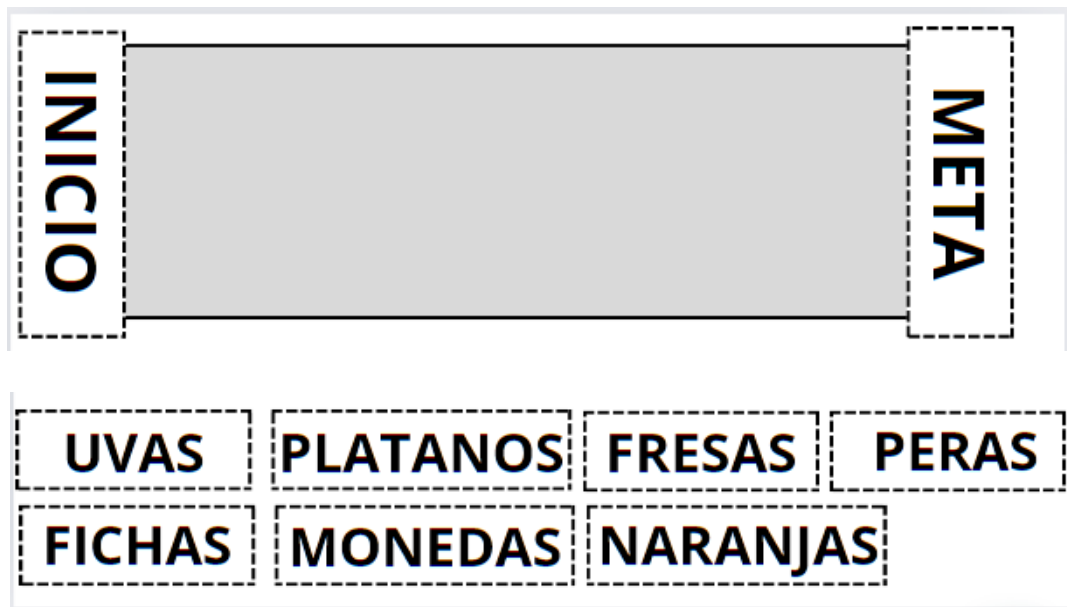 INICIO
META
UVAS PLATANOS FRESAS PERAS
FICHAS MONEDAS NARANJAS